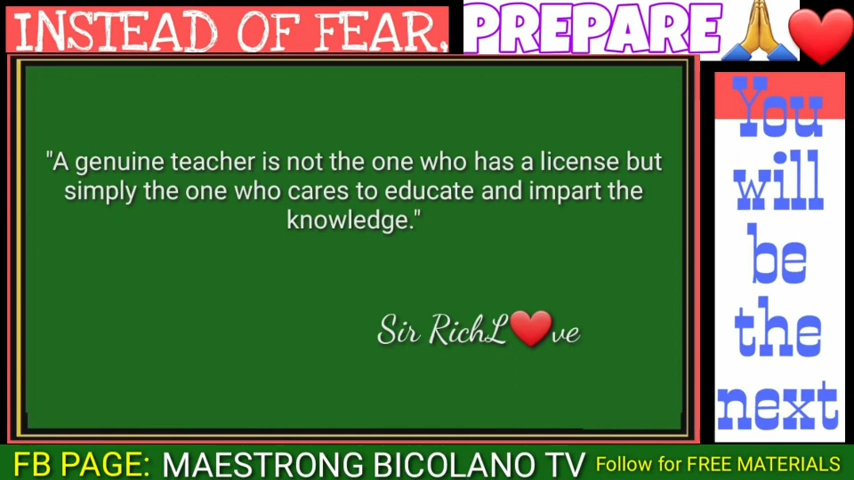 INSTEAD OF FEAR,
PREPARE🙏❤️
"A genuine teacher is not the one who has a license but
simply the one who cares to educate and impart the
knowledge."
Sir RichL❤️ve
You
will
be
the
next
FB PAGE: MAESTRONG BICOLANO TV Follow for FREE MATERIALS